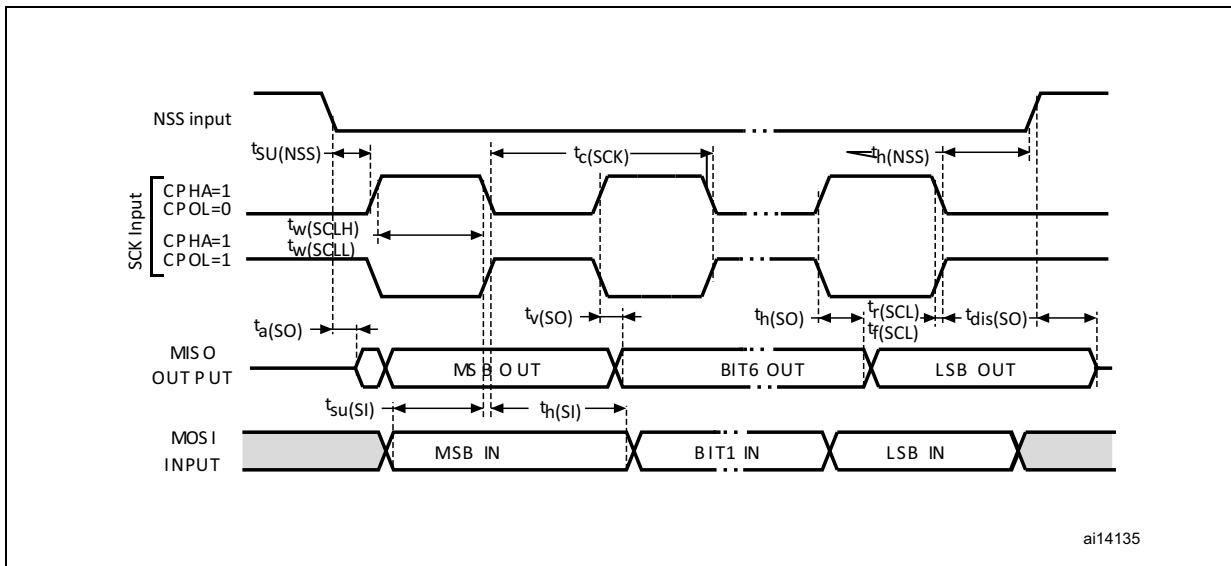 NSS input
tSU(NSS)
tc(SCK)
th(NSS)
SCK Input
CPHA=1
CPOL=0
tw(SCLH)
tw(SCLL)
CPHA=1
CPOL=1
ta(SO)
tv(SO)
th(SO)
tr(SCL)
tf(SCL)
tdis(SO)
MISO
OUTPUT
MSB OUT
BIT6 OUT
LSB OUT
tsu(SI)
th(SI)
MOSI
INPUT
MSB IN
BIT1 IN
LSB IN
ai14135